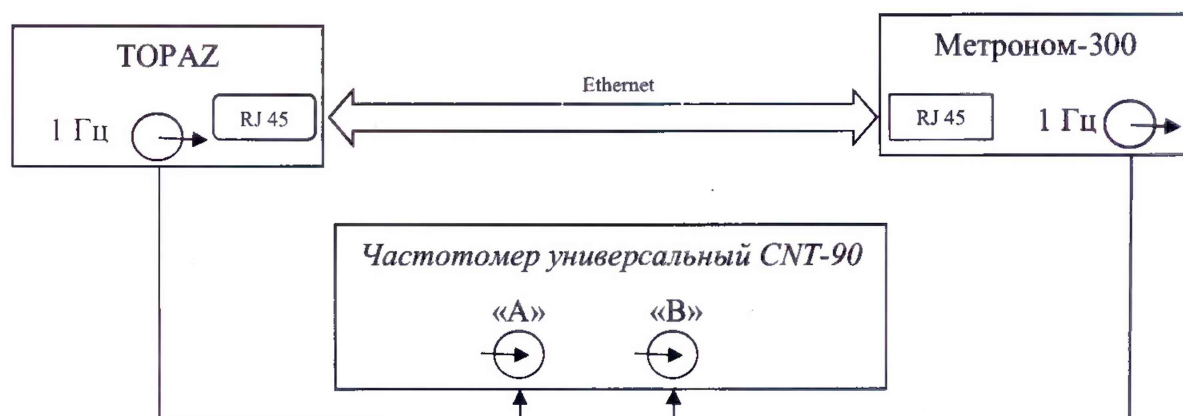 TOPAZ
Метроном-300
Ethernet
1 Гц
RJ 45
RJ 45
1 Гц
Частотомер универсальный CNT-90
«A» «B»